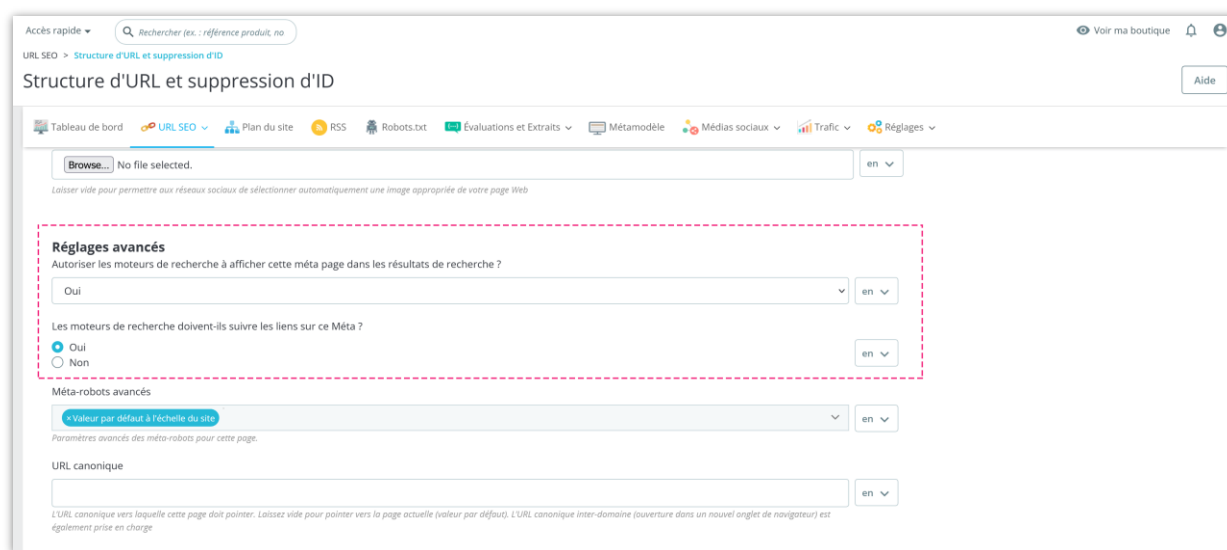 Accès rapide
Rechercher (ex. : référence produit, no
Voir ma boutique
URL SEO > Structure d'URL et suppression d'ID
Structure d'URL et suppression d'ID
Aide
Tableau de bord
URL SEO
Plan du site
RSS
Robots.txt
Évaluations et Extraits
Métamodèle
Médias sociaux
Trafic
Réglages
Browse... No file selected.
en
Laisser vide pour permettre aux réseaux sociaux de sélectionner automatiquement une image appropriée de votre page Web
Réglages avancés
Autoriser les moteurs de recherche à afficher cette méta page dans les résultats de recherche ?
Oui
en
Les moteurs de recherche doivent-ils suivre les liens sur ce Méta ?
Oui
Non
en
Méta-robots avancés
×Valeur par défaut à l'échelle du site
en
Paramètres avancés des méta-robots pour cette page.
URL canonique
en
L'URL canonique vers laquelle cette page doit pointer. Laissez vide pour pointer vers la page actuelle (valeur par défaut). L'URL canonique inter-domaine (ouverture dans un nouvel onglet de navigateur) est
également prise en charge